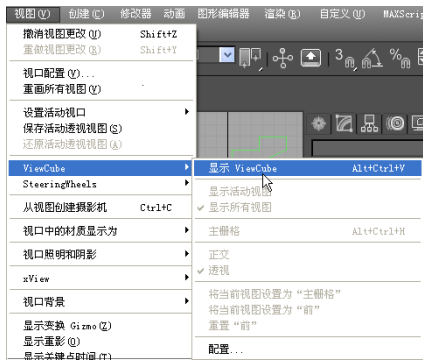 视图(V) 创建(C) 修改器 动画 图形编辑器 渲染(R) 自定义(U) MAXScrip
撤消视图更改(U) Shift+Z
重做视图更改(R) Shift+Y
视口配置(V)...
重画所有视图(V)
设置活动视口
保存活动透视视图(S)
还原活动透视视图(A)
ViewCube
SteeringWheels
从视图创建摄影机 Ctrl+C
视口中的材质显示为
视口照明和阴影
xView
视口背景
显示变换 Gizmo(Z)
显示重影(O)
显示关键点时间(T)
3 %
显示 ViewCube Alt+Ctrl+V
显示活动视图
显示所有视图
主栅格 Alt+Ctrl+H
正交
透视
将当前视图设置为“主栅格”
将当前视图设置为“前”
重置“前”
配置...